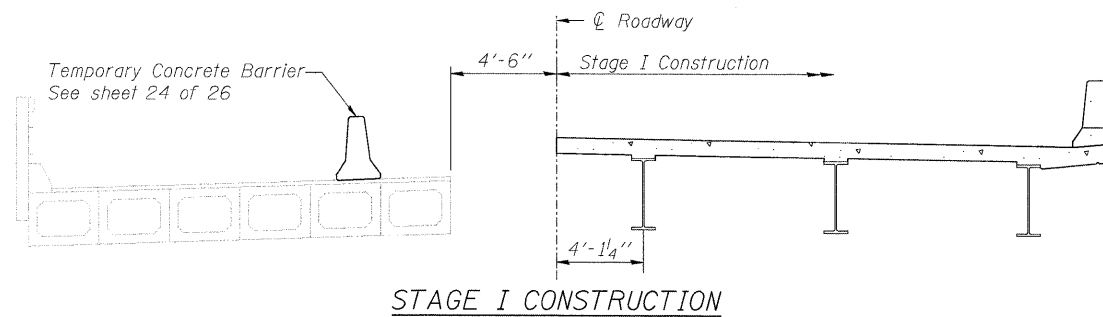 ℄ Roadway
Temporary Concrete Barrier
See sheet 24 of 26
4'-6"
Stage I Construction
4'-1¼"
STAGE I CONSTRUCTION